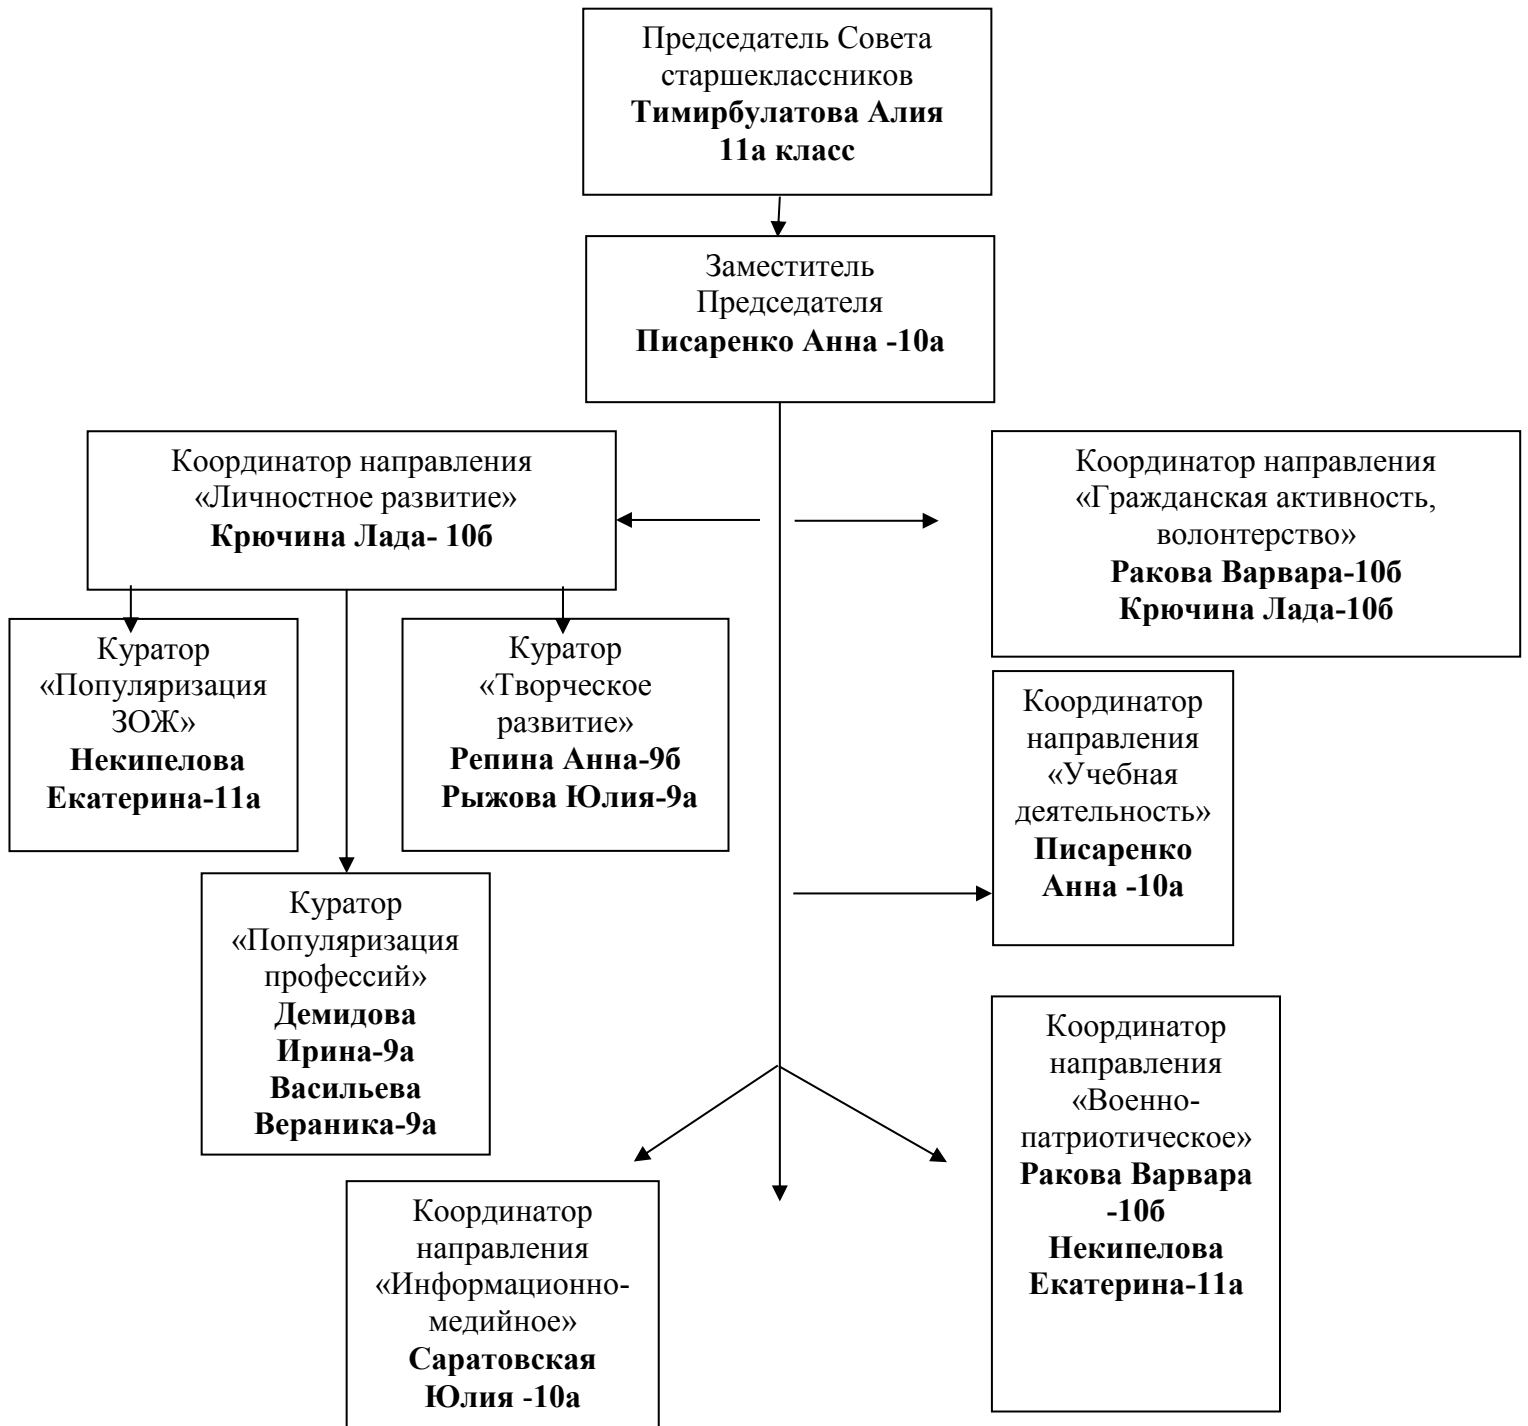 Председатель Совета
старшеклассников
Тимирбулатова Алия
11а класс
Заместитель
Председателя
Писаренко Анна -10а
Координатор направления
«Личностное развитие»
Крючина Лада- 10б
Координатор направления
«Гражданская активность,
волонтерство»
Ракова Варвара-10б
Крючина Лада-10б
Куратор
«Популяризация
ЗОЖ»
Некипелова
Екатерина-11а
Куратор
«Творческое
развитие»
Репина Анна-9б
Рыжова Юлия-9а
Координатор
направления
«Учебная
деятельность»
Писаренко
Анна -10а
Куратор
«Популяризация
профессий»
Демидова
Ирина-9а
Васильева
Вераника-9а
Координатор
направления
«Военно-
патриотическое»
Ракова Варвара
-10б
Некипелова
Екатерина-11а
Координатор
направления
«Информационно-
медийное»
Саратовская
Юлия -10а